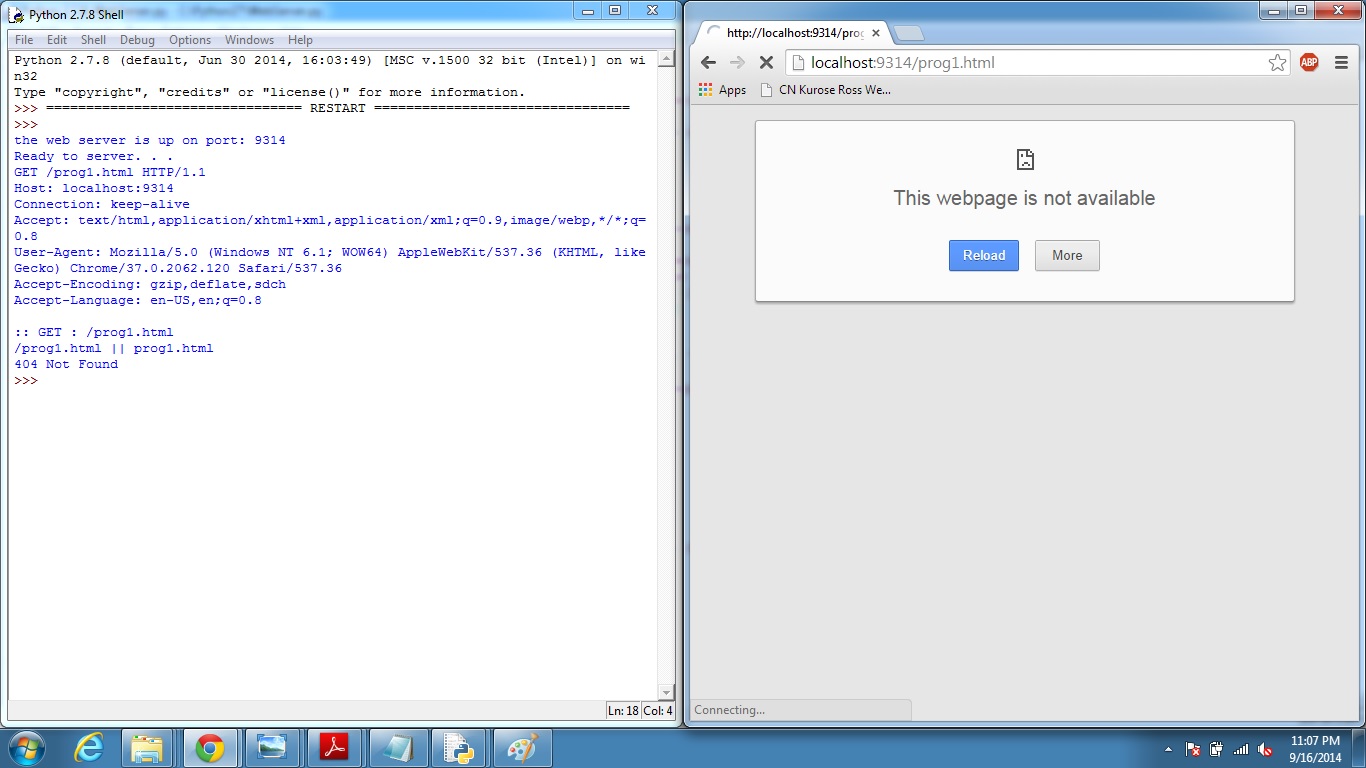 Python 2.7.8 Shell
File Edit Shell Debug Options Windows Help
Python 2.7.8 (default, Jun 30 2014, 16:03:49) [MSC v.1500 32 bit (Intel)] on wi
n32
Type "copyright", "credits" or "license()" for more information.
>>> ================================ RESTART ================================
>>>
the web server is up on port: 9314
Ready to server. . .
GET /prog1.html HTTP/1.1
Host: localhost:9314
Connection: keep-alive
Accept: text/html,application/xhtml+xml,application/xml;q=0.9,image/webp,*/*;q=
0.8
User-Agent: Mozilla/5.0 (Windows NT 6.1; WOW64) AppleWebKit/537.36 (KHTML, like
Gecko) Chrome/37.0.2062.120 Safari/537.36
Accept-Encoding: gzip,deflate,sdch
Accept-Language: en-US,en;q=0.8
:: GET : /prog1.html
/prog1.html || prog1.html
404 Not Found
>>>
Ln: 18 Col: 4
http://localhost:9314/prog
localhost:9314/prog1.html
ABP
Apps CN Kurose Ross We...
This webpage is not available
Reload More
Connecting...
11:07 PM
9/16/2014